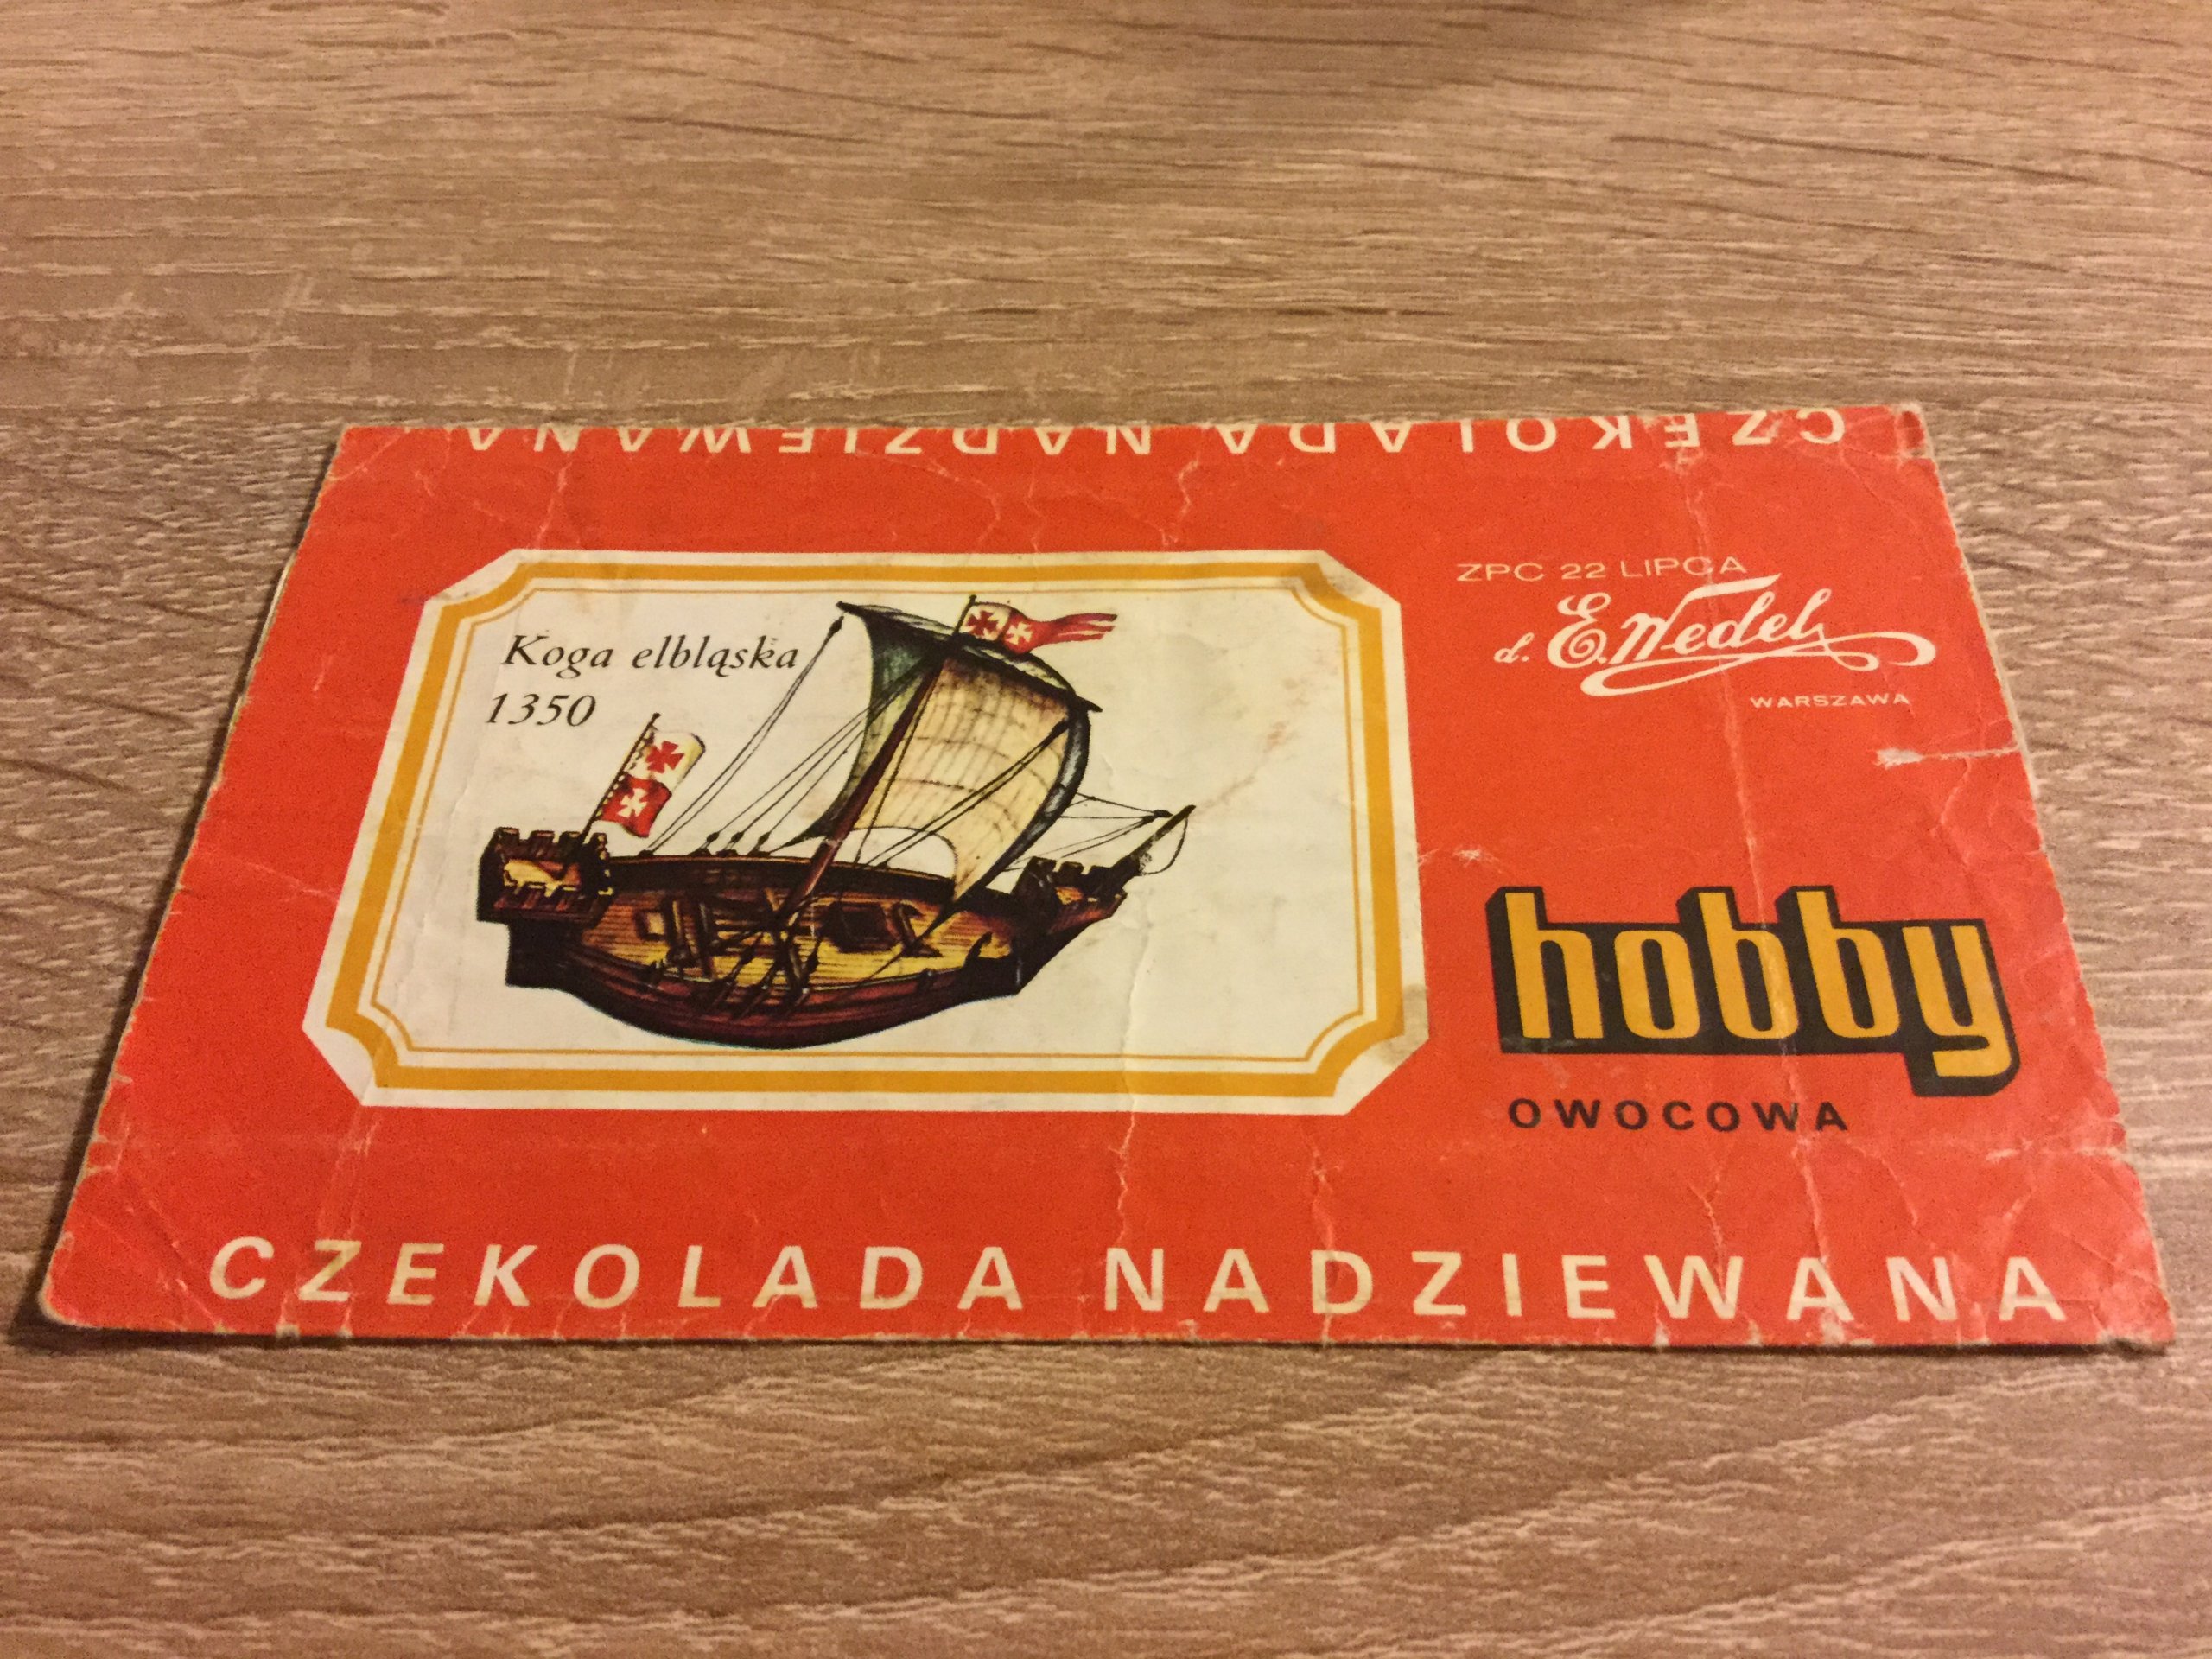 CZEKOLADA NADZIEWANA
Koga elbląska
1350
ZPC 22 LIPCA
d. E. Wedel
WARSZAWA
hobby
OWOCOWA
CZEKOLADA NADZIEWANA